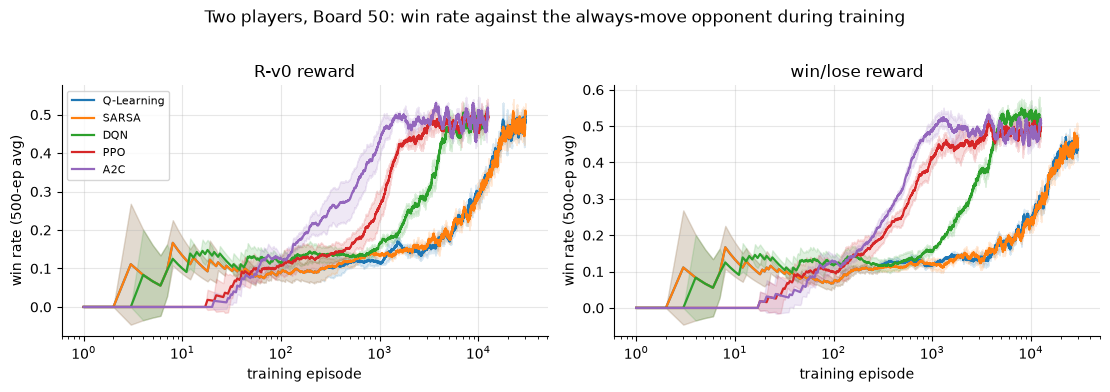 Two players, Board 50: win rate against the always-move opponent during training
R-v0 reward
win rate (500-ep avg)
0.5
0.4
0.3
0.2
0.1
0.0
Q-Learning
SARSA
DQN
PPO
A2C
10⁰ 10¹ 10² 10³ 10⁴
training episode
win/lose reward
win rate (500-ep avg)
0.6
0.5
0.4
0.3
0.2
0.1
0.0
10⁰ 10¹ 10² 10³ 10⁴
training episode